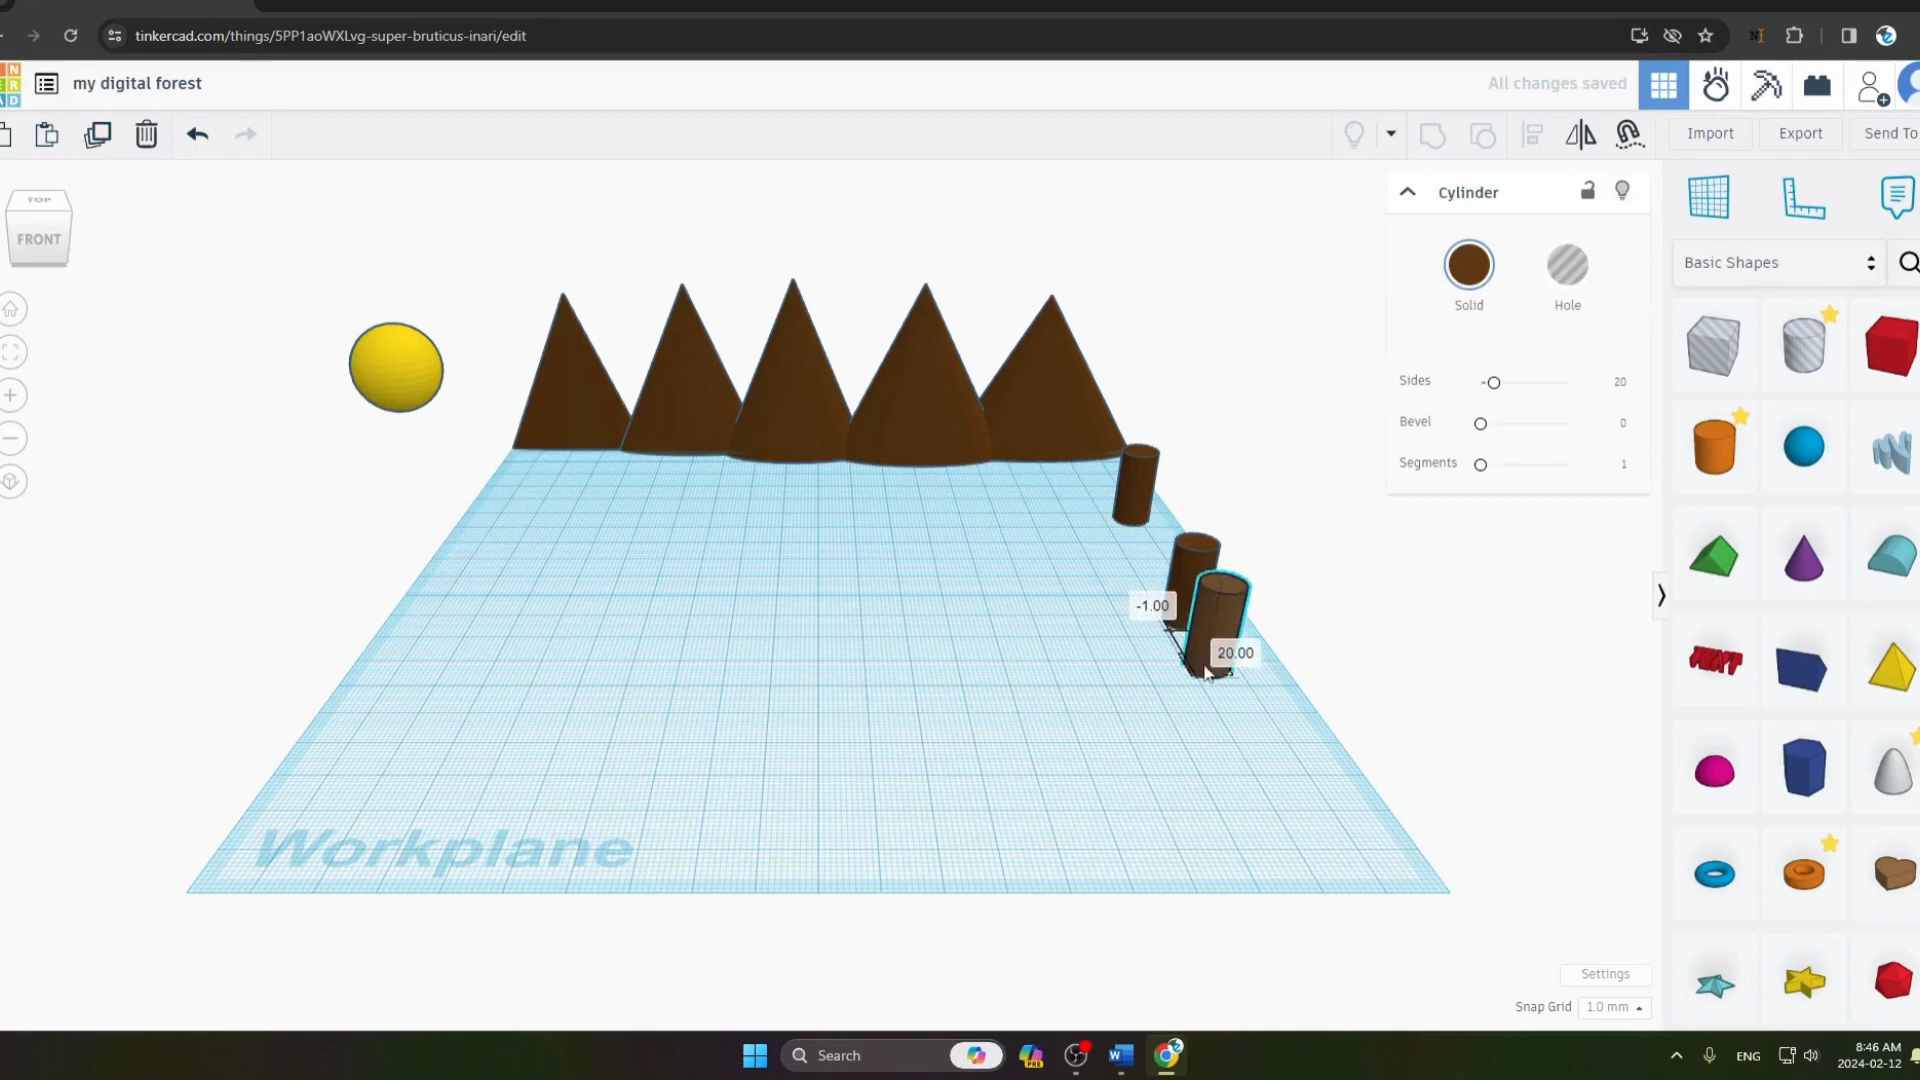 tinkercad.com/things/5PP1aoWXLvg-super-bruticus-inari/edit
my digital forest
All changes saved
Import
Export
Send To
TOP
FRONT
Cylinder
Solid
Hole
Sides
20
Bevel
0
Segments
1
Basic Shapes
-1.00
20.00
Workplane
Settings
Snap Grid
1.0 mm
Search
PRE
W
ENG
8:46 AM
2024-02-12